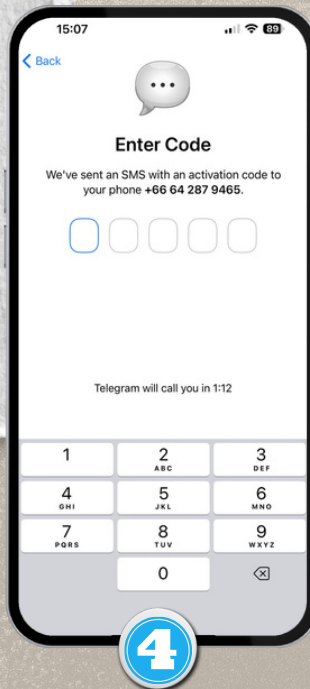 15:07
89
Back
Enter Code
We've sent an SMS with an activation code to
your phone +66 64 287 9465.
Telegram will call you in 1:12
1
2
ABC
3
DEF
4
GHI
5
JKL
6
MNO
7
PQRS
8
TUV
9
WXYZ
0
4